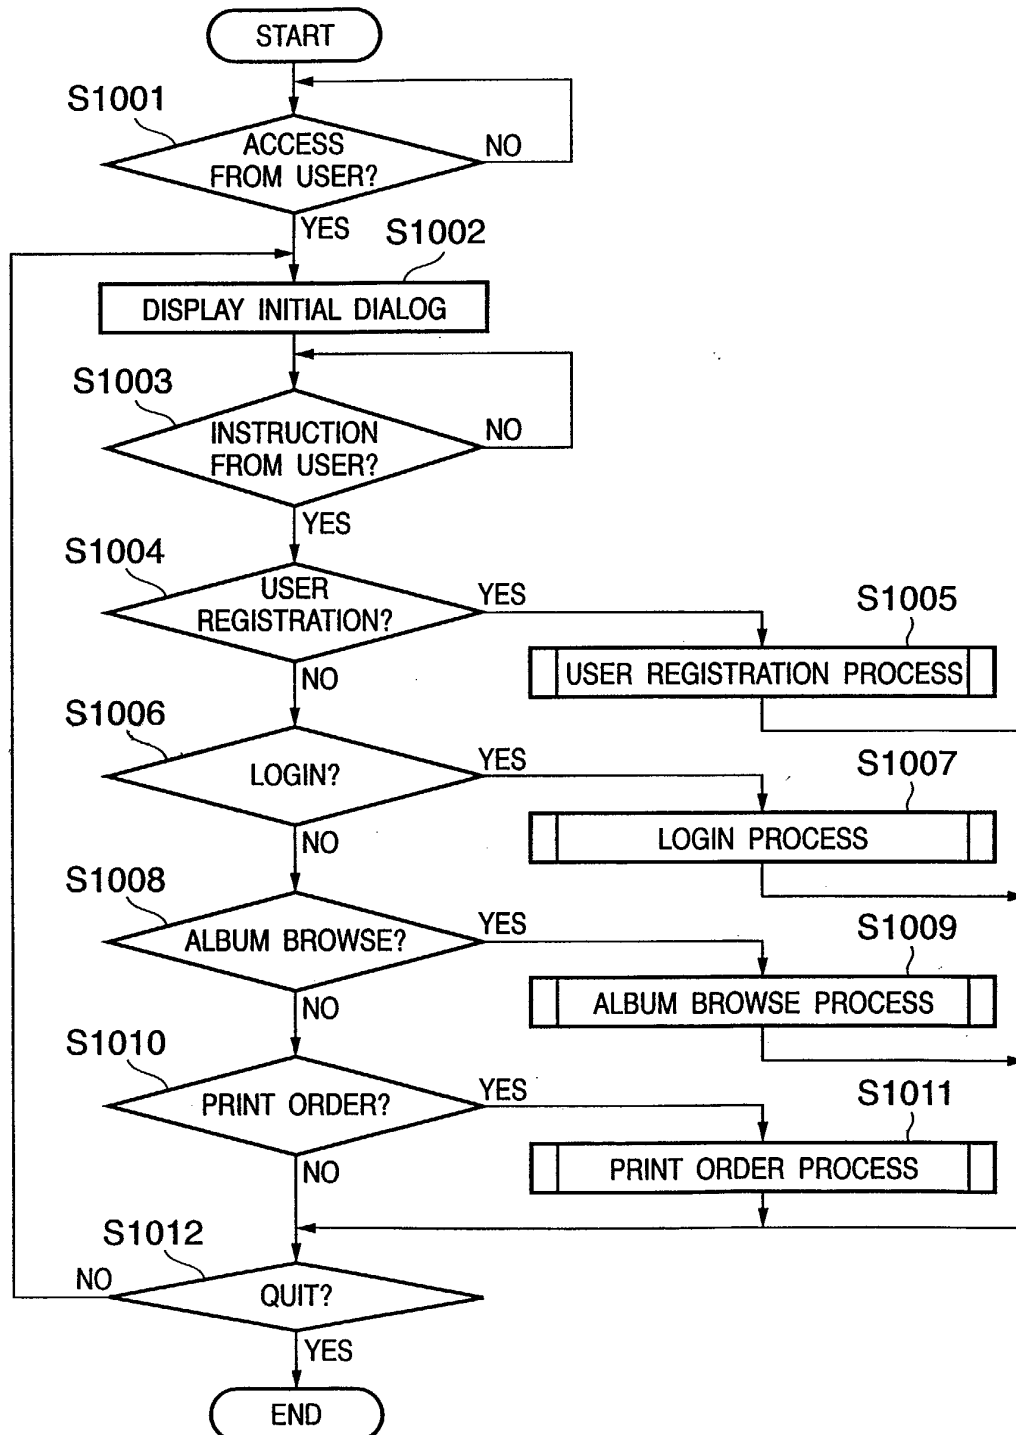 START
S1001
ACCESS
FROM USER?
NO
YES
S1002
DISPLAY INITIAL DIALOG
S1003
INSTRUCTION
FROM USER?
NO
YES
S1004
USER
REGISTRATION?
YES
S1005
USER REGISTRATION PROCESS
NO
S1006
LOGIN?
YES
S1007
LOGIN PROCESS
NO
S1008
ALBUM BROWSE?
YES
S1009
ALBUM BROWSE PROCESS
NO
S1010
PRINT ORDER?
YES
S1011
PRINT ORDER PROCESS
NO
S1012
NO
QUIT?
YES
END